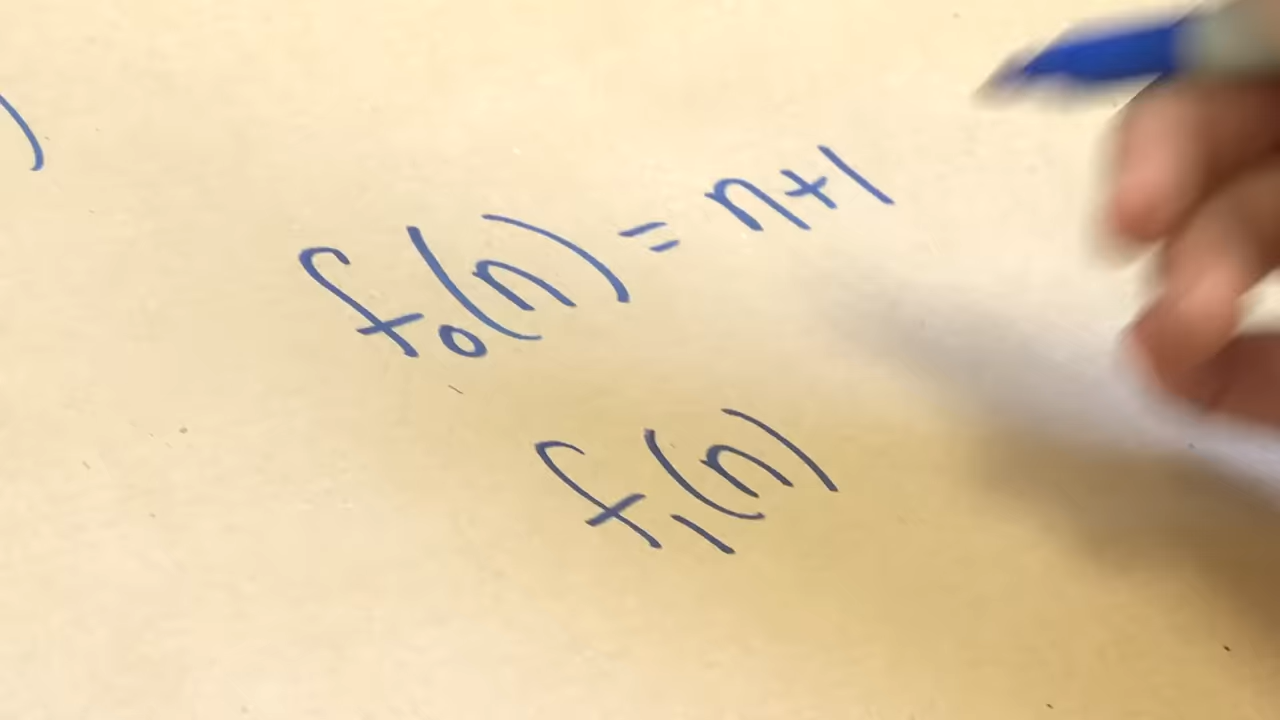 f₀(n) = n+1
f₁(n)